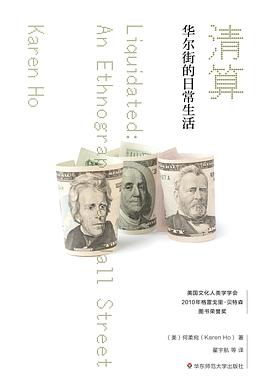 清算
华尔街的日常生活
Liquidated:
An Ethnogra
all Street
Karen Ho
美国文化人类学学会
2010年格雷戈里·贝特森
图书荣誉奖
（美）何柔宛（Karen Ho） 著
翟宇航 等 译
华东师范大学出版社